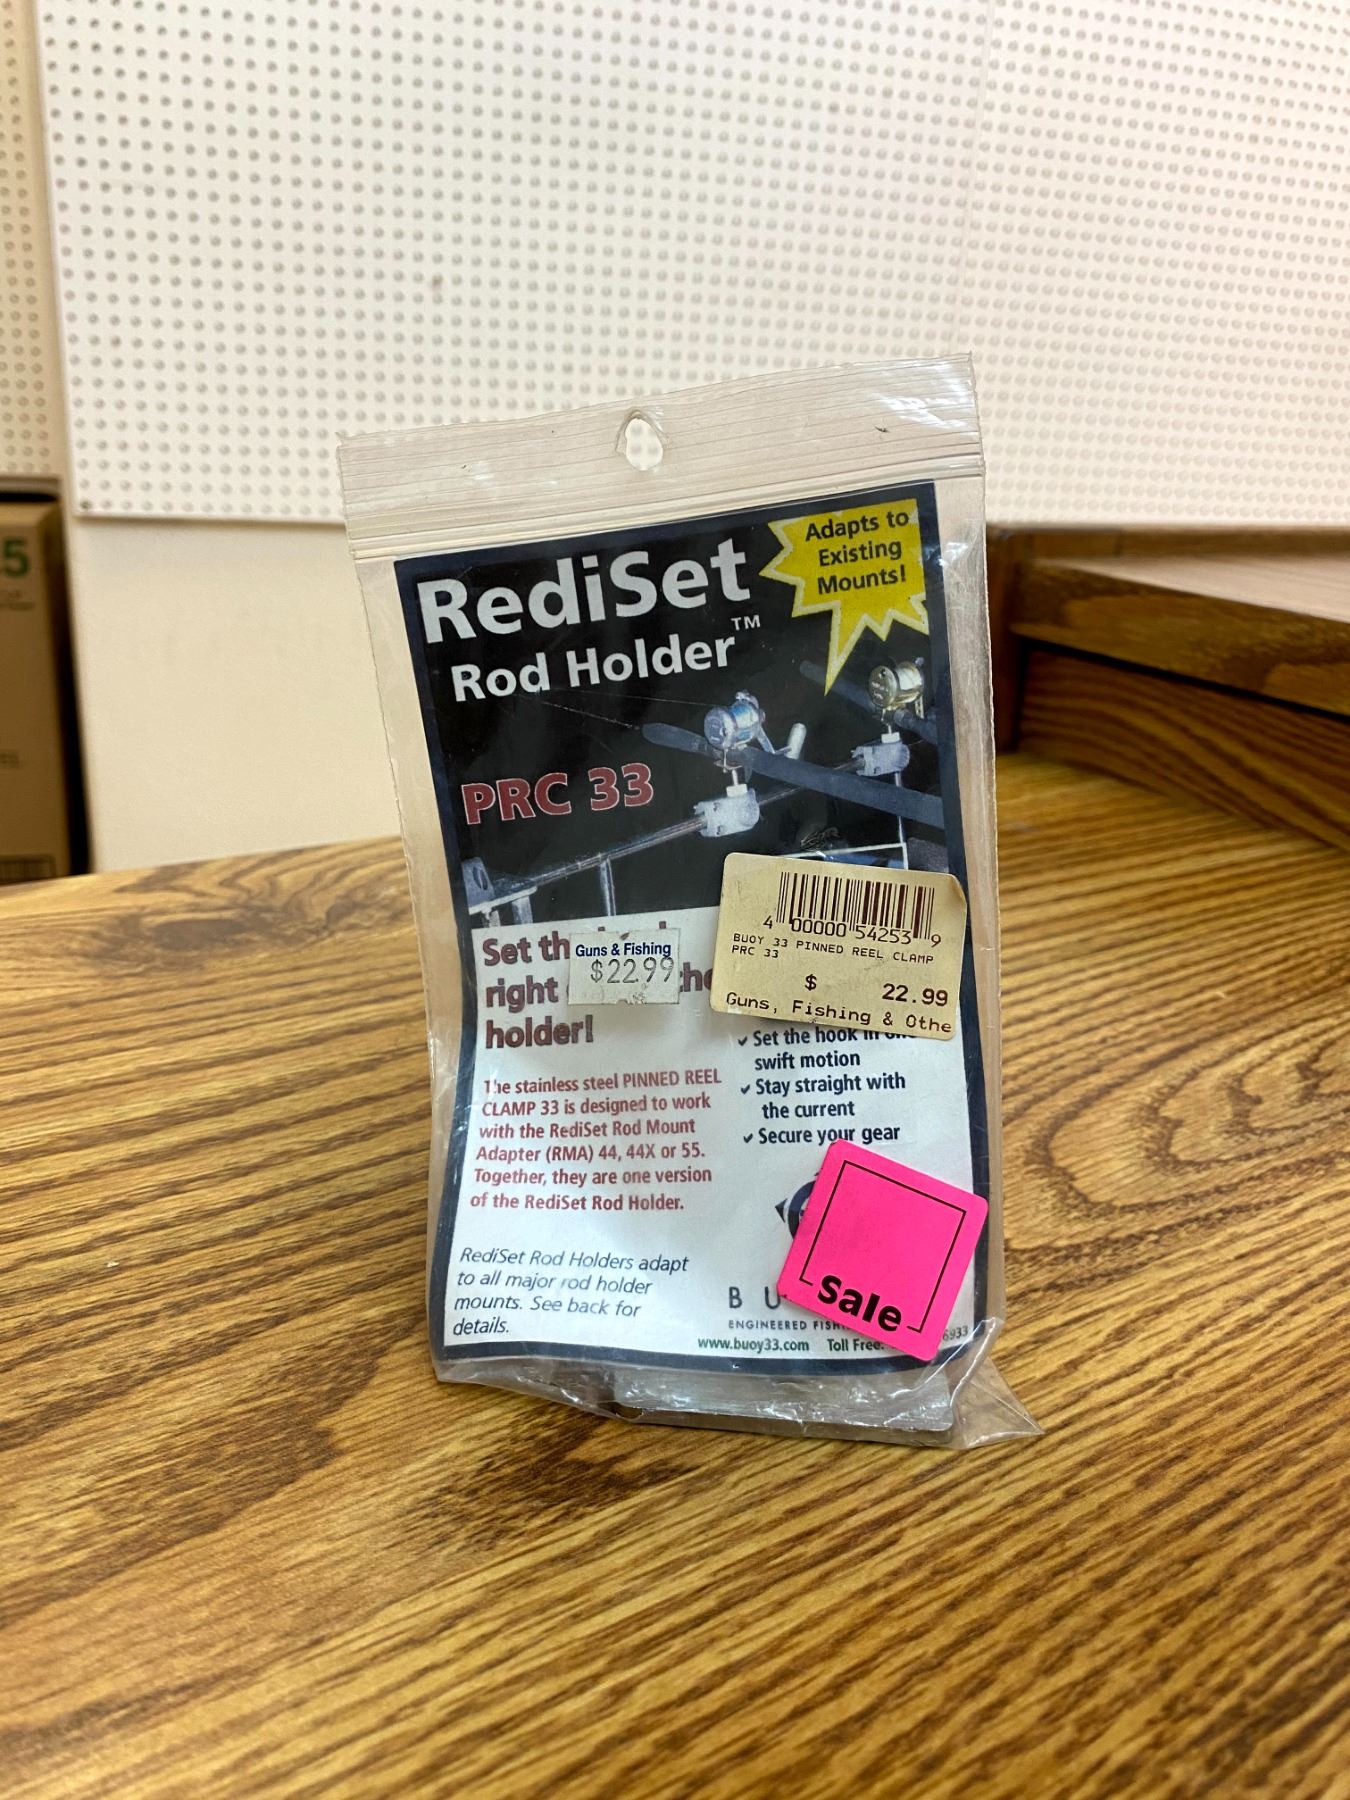 5
RediSet
Rod Holder™
Adapts to
Existing
Mounts!
PRC 33
Set th
right
holder!
Guns & Fishing
$22.99
4 00000 54253 9
BUOY 33 PINNED REEL CLAMP
PRC 33
$ 22.99
Guns, Fishing & Othe
The stainless steel PINNED REEL
CLAMP 33 is designed to work
with the RediSet Rod Mount
Adapter (RMA) 44, 44X or 55.
Together, they are one version
of the RediSet Rod Holder.
✓ Set the hook in
swift motion
✓ Stay straight with
the current
✓ Secure your gear
RediSet Rod Holders adapt
to all major rod holder
mounts. See back for
details.
Sale
B U
ENGINEERED FISH
www.buoy33.com Toll Free: 6933